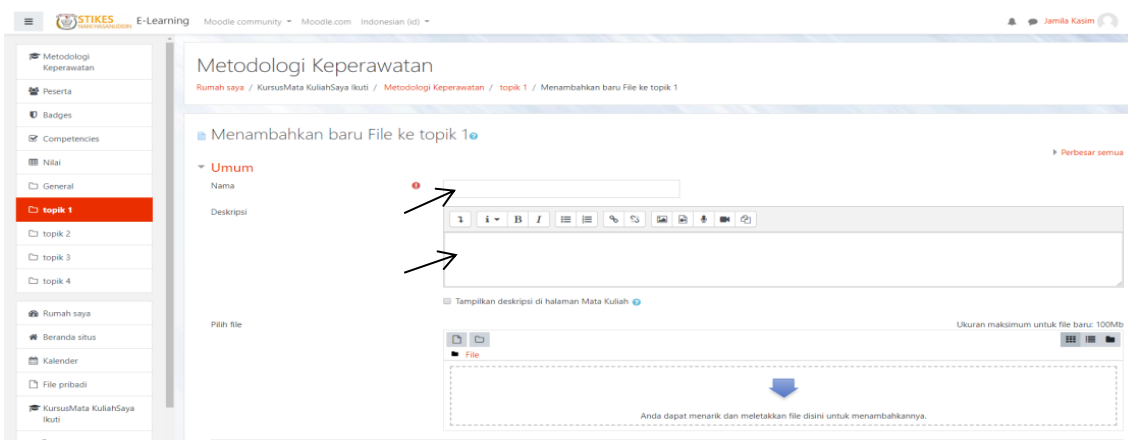 STIKES E-Learning Moodle community Moodle.com Indonesian (id) Jamila Kasim
NANI HASANUDDIN
Metodologi
Keperawatan
Peserta
Badges
Competencies
Nilai
General
topik 1
topik 2
topik 3
topik 4
Rumah saya
Beranda situs
Kalender
File pribadi
KursusMata KuliahSaya
Ikuti
Metodologi Keperawatan
Rumah saya / KursusMata KuliahSaya Ikuti / Metodologi Keperawatan / topik 1 / Menambahkan baru File ke topik 1
Menambahkan baru File ke topik 1
Perbesar semua
Umum
Nama
Deskripsi
i B I
Tampilkan deskripsi di halaman Mata Kuliah
Pilih file
Ukuran maksimum untuk file baru: 100Mb
File
Anda dapat menarik dan meletakkan file disini untuk menambahkannya.